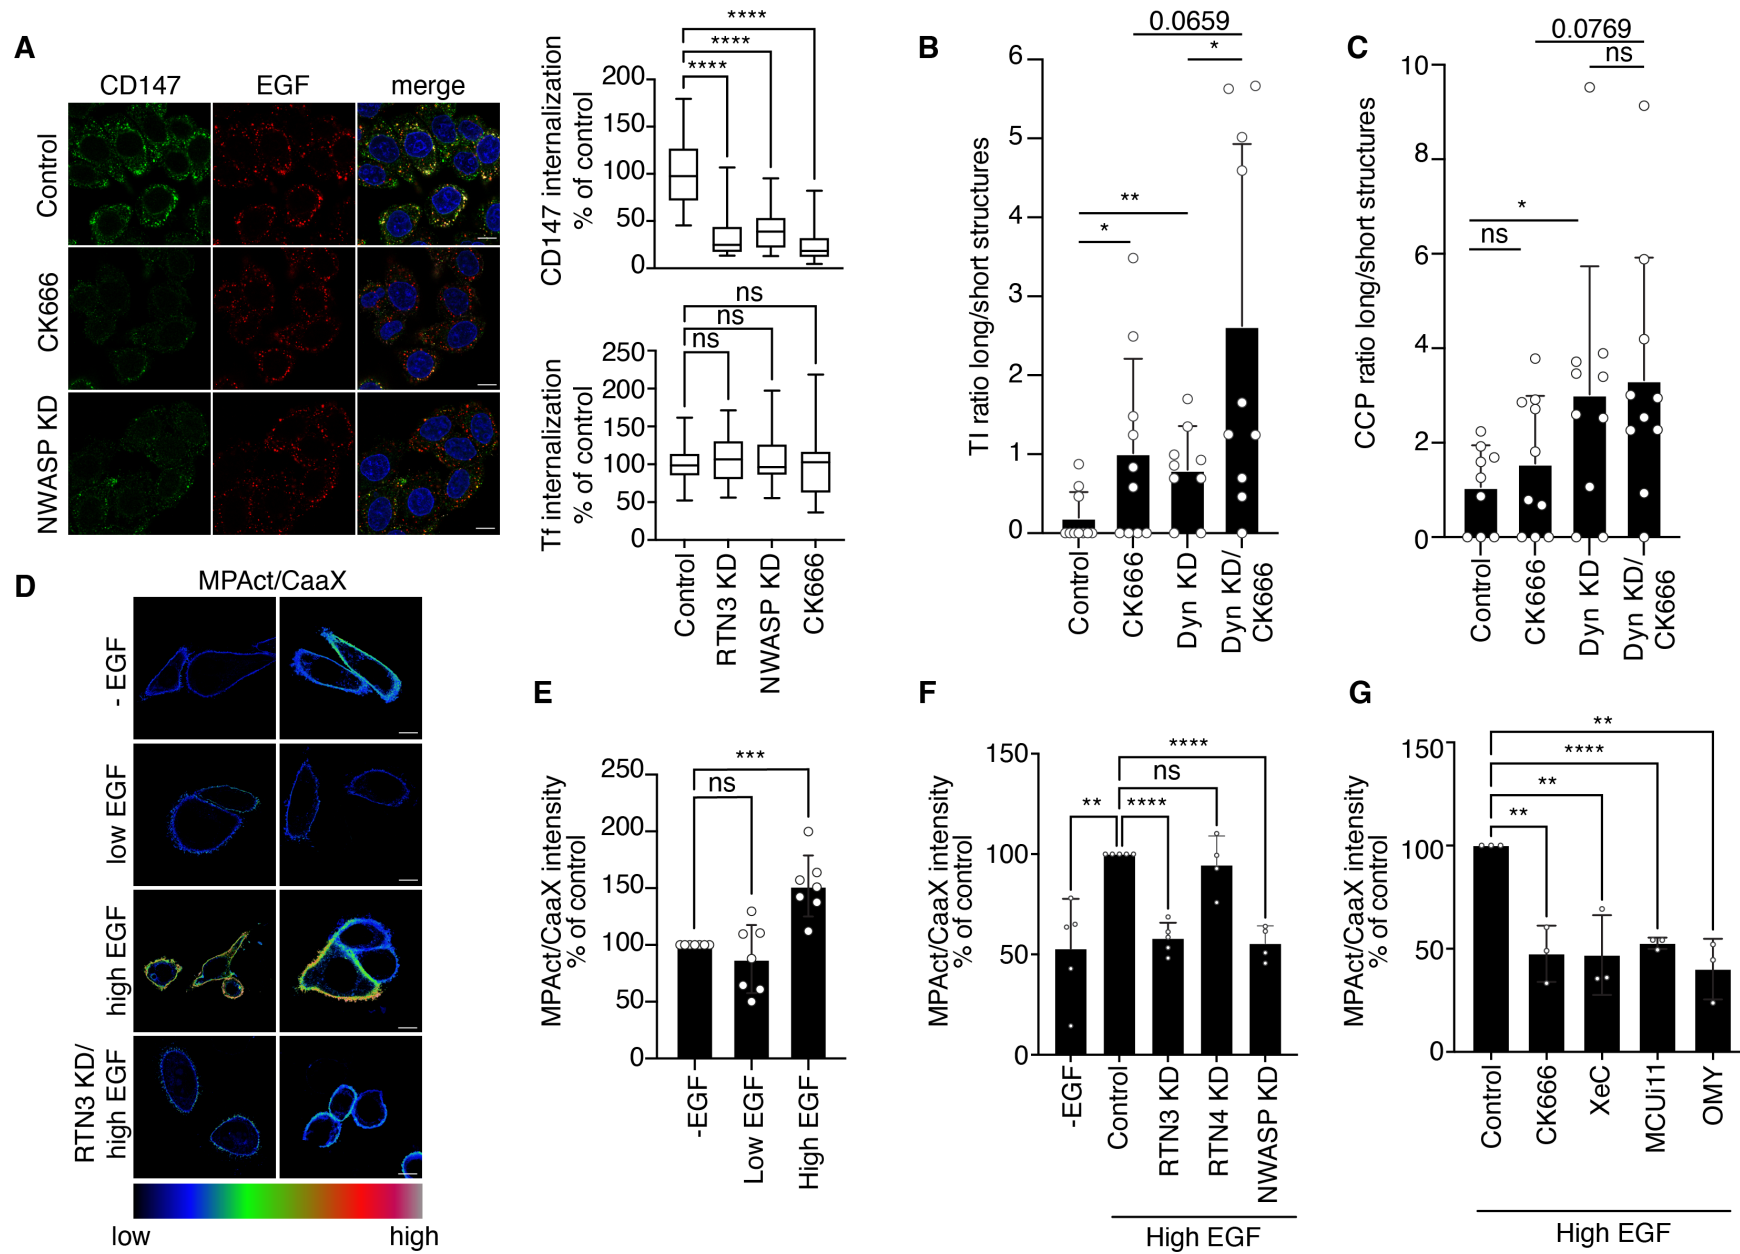 A
CD147
EGF
merge
Control
CK666
NWASP KD
CD147 internalization
% of control
200
150
100
50
0
****
****
****
Tf internalization
% of control
250
200
150
100
50
0
ns
ns
ns
Control
RTN3 KD
NWASP KD
CK666
B
TI ratio long/short structures
6
5
4
3
2
1
0
0.0659
*
**
*
Control
CK666
Dyn KD
Dyn KD/
CK666
C
CCP ratio long/short structures
10
8
6
4
2
0
0.0769
ns
*
ns
Control
CK666
Dyn KD
Dyn KD/
CK666
D
MPAct/CaaX
- EGF
low EGF
high EGF
RTN3 KD/
high EGF
low
high
E
MPAct/CaaX intensity
% of control
250
200
150
100
50
0
***
ns
-EGF
Low EGF
High EGF
F
MPAct/CaaX intensity
% of control
150
100
50
0
****
ns
**
****
-EGF
Control
RTN3 KD
RTN4 KD
NWASP KD
High EGF
G
MPAct/CaaX intensity
% of control
150
100
50
0
**
****
**
**
Control
CK666
XeC
MCUi11
OMY
High EGF